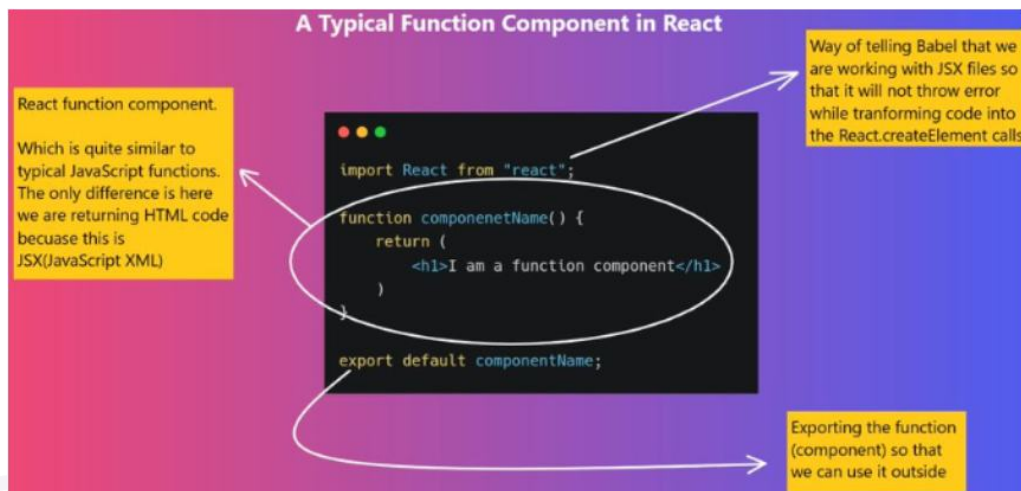 A Typical Function Component in React
Way of telling Babel that we
are working with JSX files so
that it will not throw error
while tranforming code into
the React.createElement calls
React function component.
Which is quite similar to
typical JavaScript functions.
The only difference is here
we are returning HTML code
becuase this is
JSX(JavaScript XML)
import React from "react";
function componenetName() {
return (
<h1>I am a function component</h1>
)
}
export default componentName;
Exporting the function
(component) so that
we can use it outside